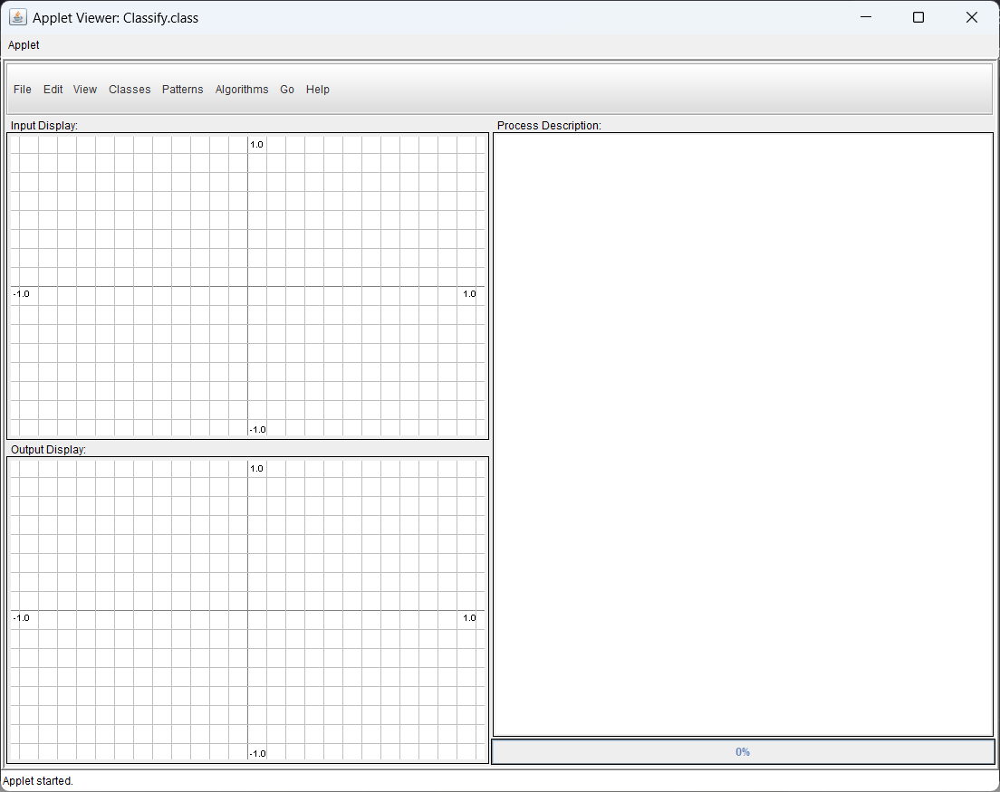 Applet Viewer: Classify.class
Applet
File Edit View Classes Patterns Algorithms Go Help
Input Display:
1.0
-1.0 1.0
-1.0
Output Display:
1.0
-1.0 1.0
-1.0
Process Description:
0%
Applet started.